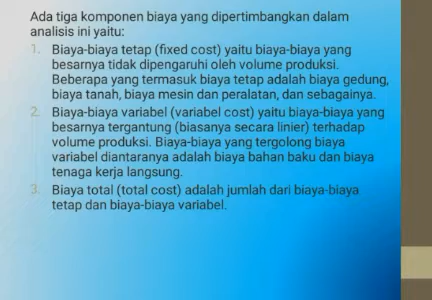 Ada tiga komponen biaya yang dipertimbangkan dalam
analisis ini yaitu:
1. Biaya-biaya tetap (fixed cost) yaitu biaya-biaya yang
besarnya tidak dipengaruhi oleh volume produksi.
Beberapa yang termasuk biaya tetap adalah biaya gedung,
biaya tanah, biaya mesin dan peralatan, dan sebagainya.
2. Biaya-biaya variabel (variabel cost) yaitu biaya-biaya yang
besarnya tergantung (biasanya secara linier) terhadap
volume produksi. Biaya-biaya yang tergolong biaya
variabel diantaranya adalah biaya bahan baku dan biaya
tenaga kerja langsung.
3. Biaya total (total cost) adalah jumlah dari biaya-biaya
tetap dan biaya-biaya variabel.